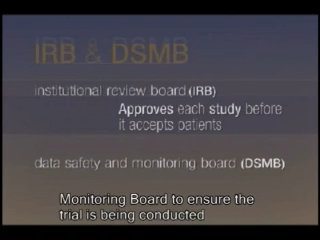 IRB & DSMB
institutional review board (IRB)
Approves each study before
it accepts patients
data safety and monitoring board (DSMB)
Monitoring Board to ensure the
trial is being conducted